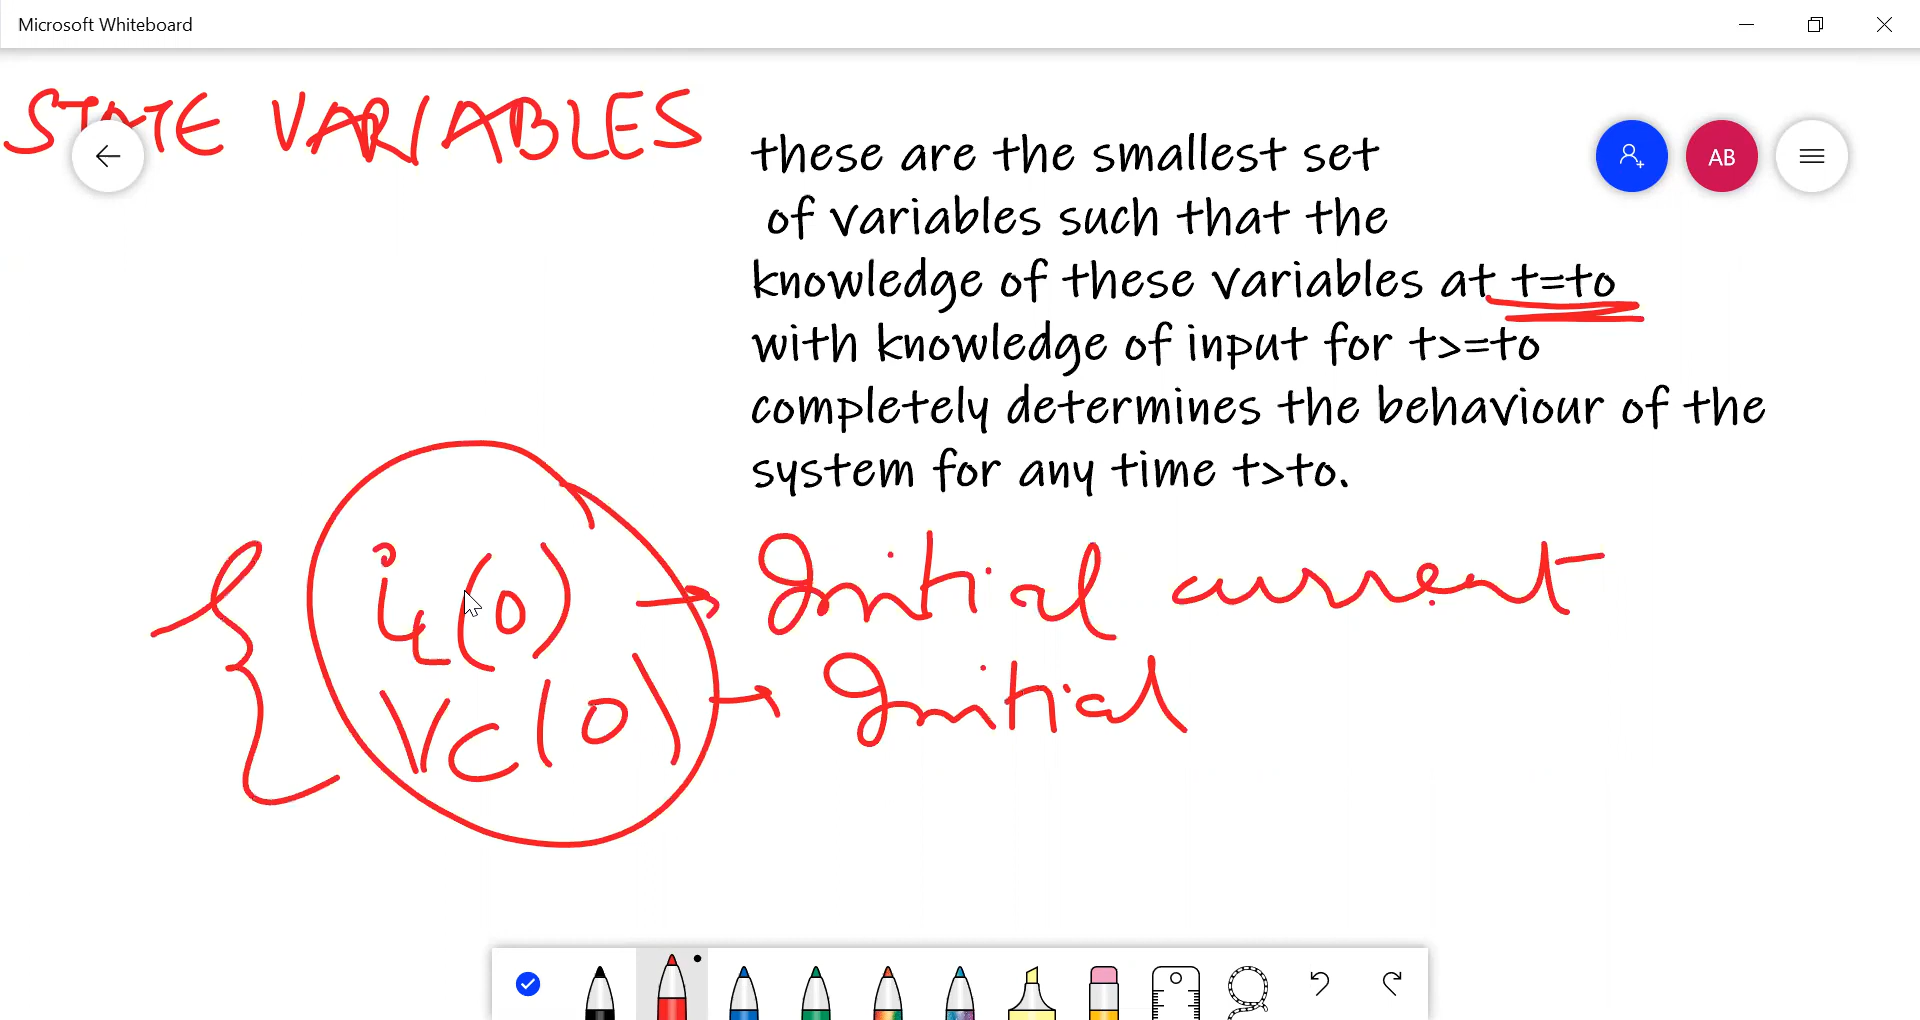 Microsoft Whiteboard
STATE VARIABLES
these are the smallest set
of variables such that the
knowledge of these variables at t=to
with knowledge of input for t>=to
completely determines the behaviour of the
system for any time t>to.
AB
iL(0) → Initial current
Vc(0) → Initial